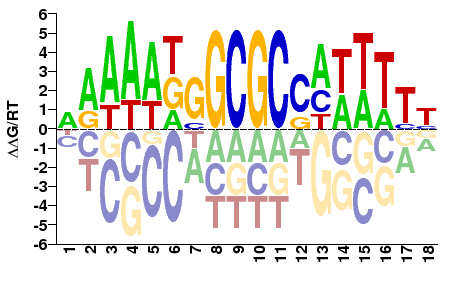 6
5
4
3
2
1
0
-1
-2
-3
-4
-5
-6
ΔΔG/RT
A T C
A G C T
A T G C
A T C G
A T G C
T G A C
G C T A
G A C T
C A G T
G A C T
C A G T
C G A T
A C T G
T A C G
T A G C
T A C G
T C G A
T C G A
1 2 3 4 5 6 7 8 9 10 11 12 13 14 15 16 17 18